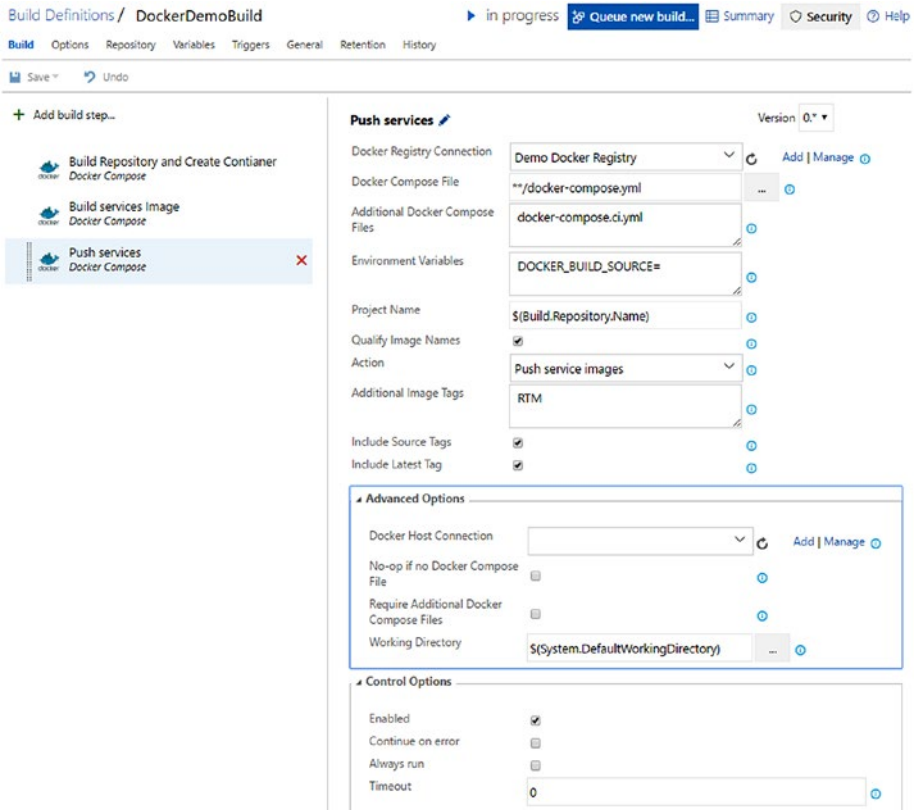 Build Definitions / DockerDemoBuild
in progress Queue new build... Summary Security Help
Build Options Repository Variables Triggers General Retention History
Save Undo
+ Add build step...
Build Repository and Create Contianer
Docker Compose
docker
Build services Image
Docker Compose
docker
Push services
Docker Compose
docker
Push services
Version 0.*
Docker Registry Connection Demo Docker Registry Add | Manage
Docker Compose File **/docker-compose.yml ...
Additional Docker Compose
Files
docker-compose.ci.yml
Environment Variables DOCKER_BUILD_SOURCE=
Project Name $(Build.Repository.Name)
Qualify Image Names
Action Push service images
Additional Image Tags RTM
Include Source Tags
Include Latest Tag
Advanced Options
Docker Host Connection Add | Manage
No-op if no Docker Compose
File
Require Additional Docker
Compose Files
Working Directory $(System.DefaultWorkingDirectory) ...
Control Options
Enabled
Continue on error
Always run
Timeout 0